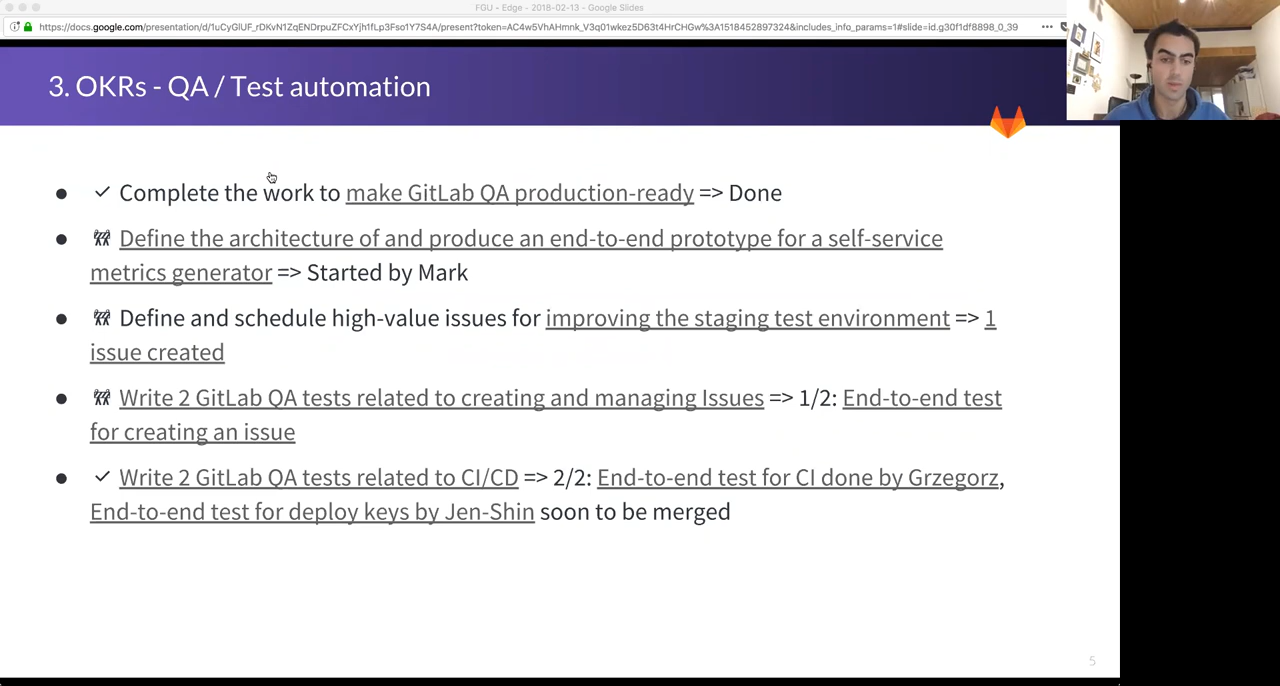 FGU - Edge - 2018-02-13 - Google Slides
https://docs.google.com/presentation/d/1uCyGlUF_rDKvN1ZqENDrpuZFCxYjh1fLp3Fso1Y7S4A/present?token=AC4w5VhAHmnk_V3q01wkez5D63t4HrCHGw%3A1518452897324&includes_info_params=1#slide=id.g30f1df8898_0_39
3. OKRs - QA / Test automation
● ✓ Complete the work to make GitLab QA production-ready => Done
● 🚧 Define the architecture of and produce an end-to-end prototype for a self-service
metrics generator => Started by Mark
● 🚧 Define and schedule high-value issues for improving the staging test environment => 1
issue created
● 🚧 Write 2 GitLab QA tests related to creating and managing Issues => 1/2: End-to-end test
for creating an issue
● ✓ Write 2 GitLab QA tests related to CI/CD => 2/2: End-to-end test for CI done by Grzegorz,
End-to-end test for deploy keys by Jen-Shin soon to be merged
5